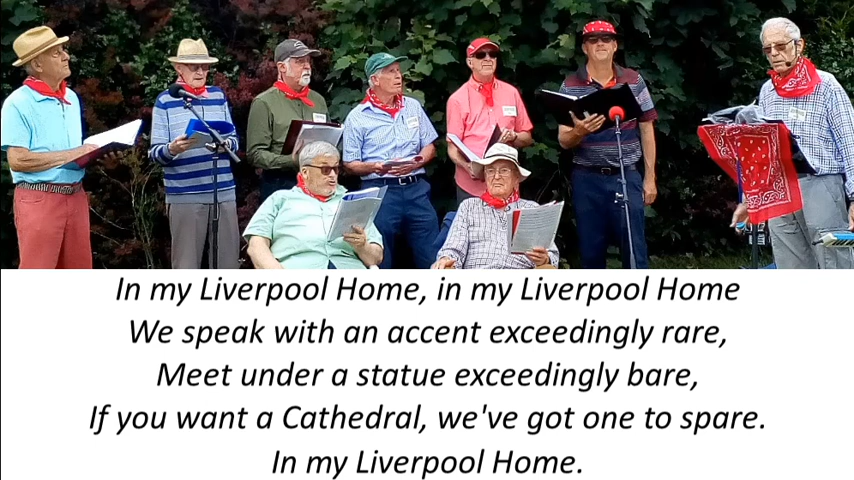 In my Liverpool Home, in my Liverpool Home
We speak with an accent exceedingly rare,
Meet under a statue exceedingly bare,
If you want a Cathedral, we've got one to spare.
In my Liverpool Home.